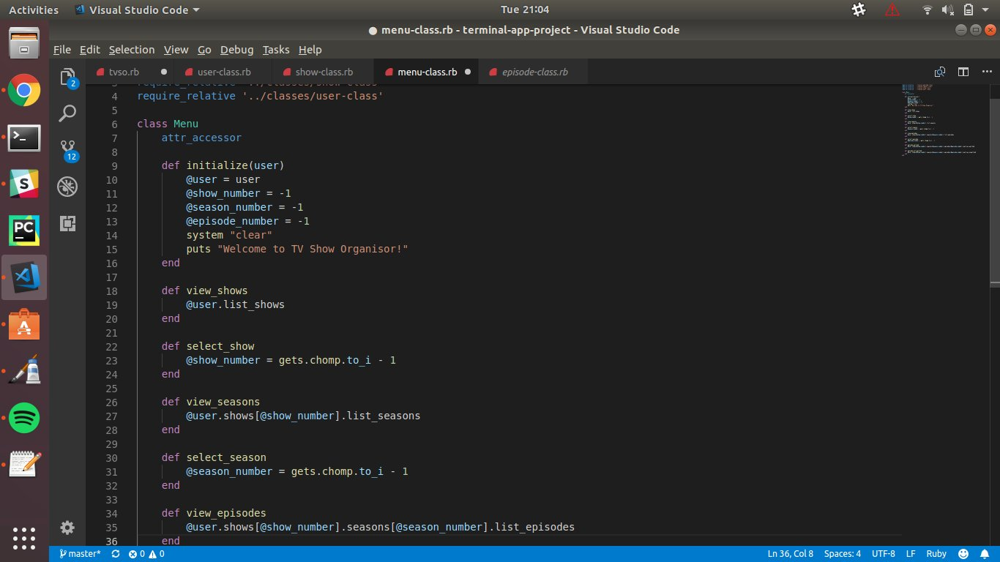 Activities Visual Studio Code Tue 21:04
● menu-class.rb - terminal-app-project - Visual Studio Code
File Edit Selection View Go Debug Tasks Help
tvso.rb user-class.rb show-class.rb menu-class.rb episode-class.rb
2
12
3 require_relative '../classes/show-class'
4 require_relative '../classes/user-class'
5
6 class Menu
7 attr_accessor
8
9 def initialize(user)
10 @user = user
11 @show_number = -1
12 @season_number = -1
13 @episode_number = -1
14 system "clear"
15 puts "Welcome to TV Show Organisor!"
16 end
17
18 def view_shows
19 @user.list_shows
20 end
21
22 def select_show
23 @show_number = gets.chomp.to_i - 1
24 end
25
26 def view_seasons
27 @user.shows[@show_number].list_seasons
28 end
29
30 def select_season
31 @season_number = gets.chomp.to_i - 1
32 end
33
34 def view_episodes
35 @user.shows[@show_number].seasons[@season_number].list_episodes
36 end
PC
S
A
master* 0 0 Ln 36, Col 8 Spaces: 4 UTF-8 LF Ruby